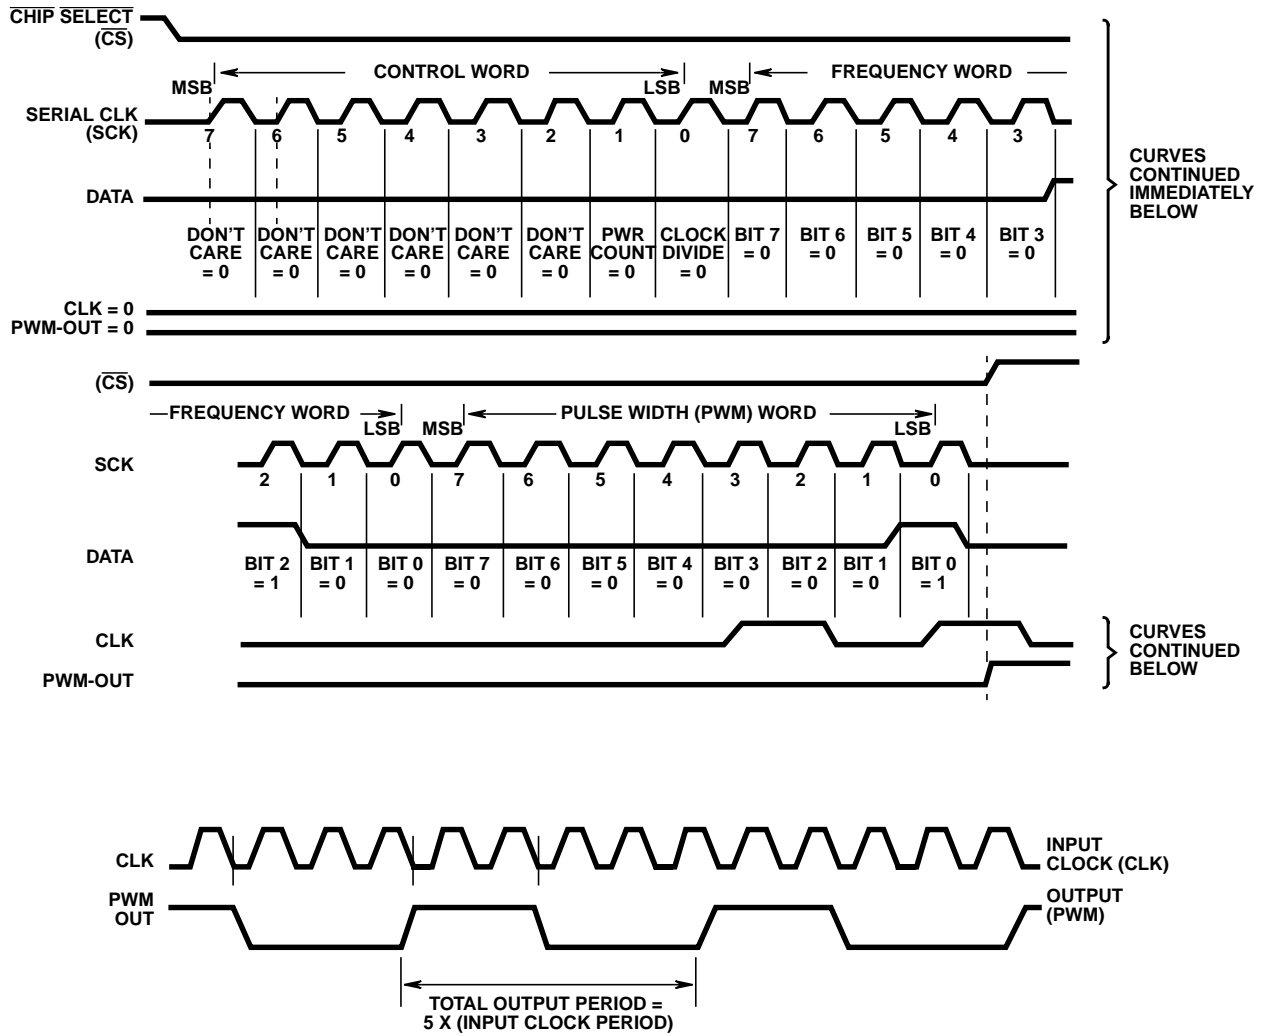 CHIP SELECT
(CS)
MSB
CONTROL WORD
LSB
MSB
FREQUENCY WORD
SERIAL CLK
(SCK)
7 6 5 4 3 2 1 0 7 6 5 4 3
DATA
DON'T DON'T DON'T DON'T DON'T DON'T PWR CLOCK BIT 7 BIT 6 BIT 5 BIT 4 BIT 3
CARE CARE CARE CARE CARE CARE COUNT DIVIDE = 0 = 0 = 0 = 0 = 0
= 0 = 0 = 0 = 0 = 0 = 0 = 0 = 0
CURVES
CONTINUED
IMMEDIATELY
BELOW
CLK = 0
PWM-OUT = 0
(CS)
FREQUENCY WORD
LSB
MSB
PULSE WIDTH (PWM) WORD
LSB
SCK
2 1 0 7 6 5 4 3 2 1 0
DATA
BIT 2 BIT 1 BIT 0 BIT 7 BIT 6 BIT 5 BIT 4 BIT 3 BIT 2 BIT 1 BIT 0
= 1 = 0 = 0 = 0 = 0 = 0 = 0 = 0 = 0 = 0 = 1
CLK
PWM-OUT
CURVES
CONTINUED
BELOW
CLK
INPUT
CLOCK (CLK)
PWM
OUT
OUTPUT
(PWM)
TOTAL OUTPUT PERIOD =
5 X (INPUT CLOCK PERIOD)